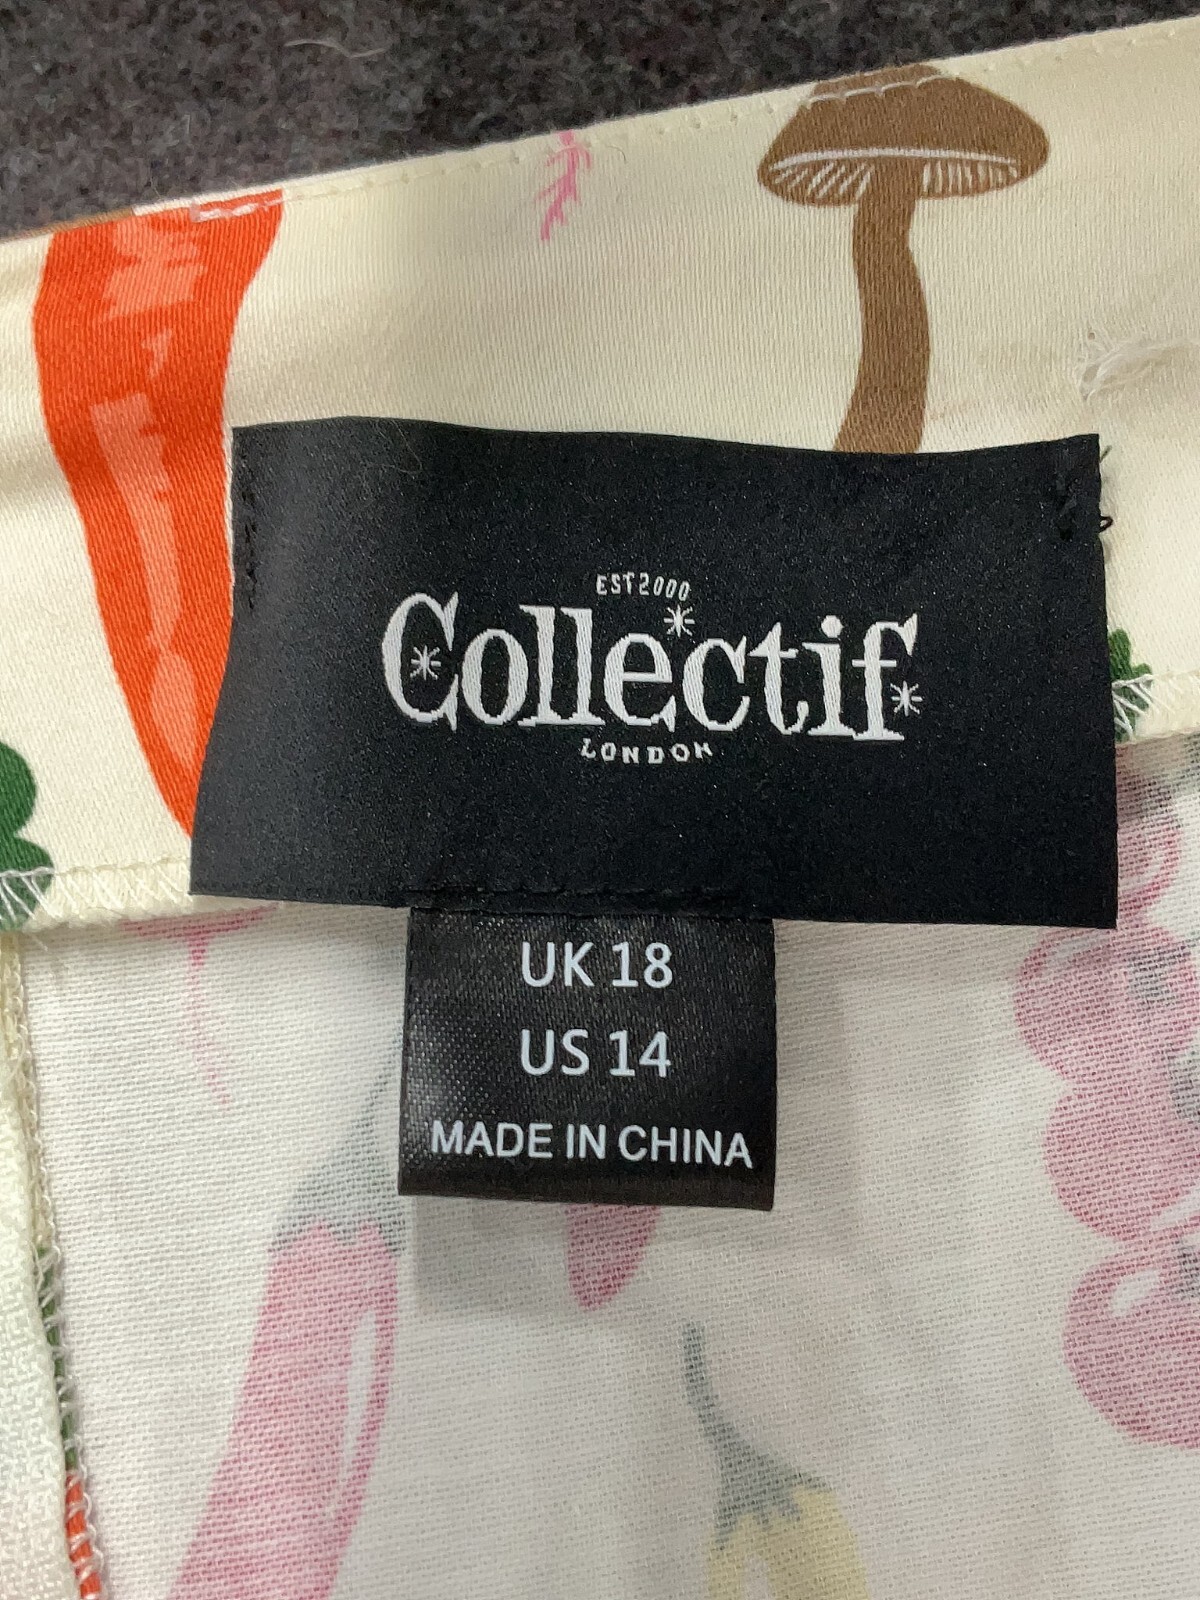 EST2000
Collectif
LONDON
UK 18
US 14
MADE IN CHINA